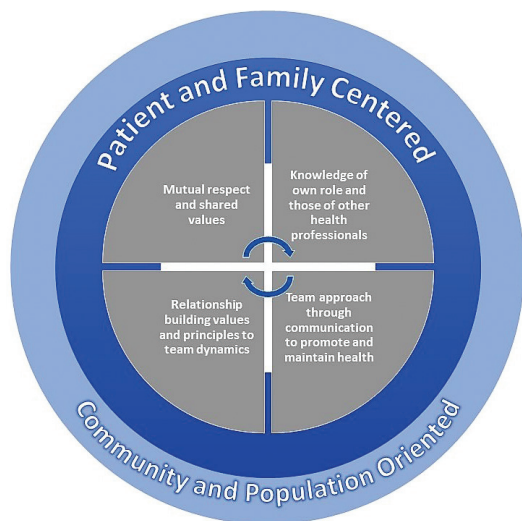 Patient and Family Centered
Mutual respect
and shared
values
Knowledge of
own role and
those of other
health
professionals
Relationship
building values
and principles to
team dynamics
Team approach
through
communication
to promote and
maintain health
Community and Population Oriented